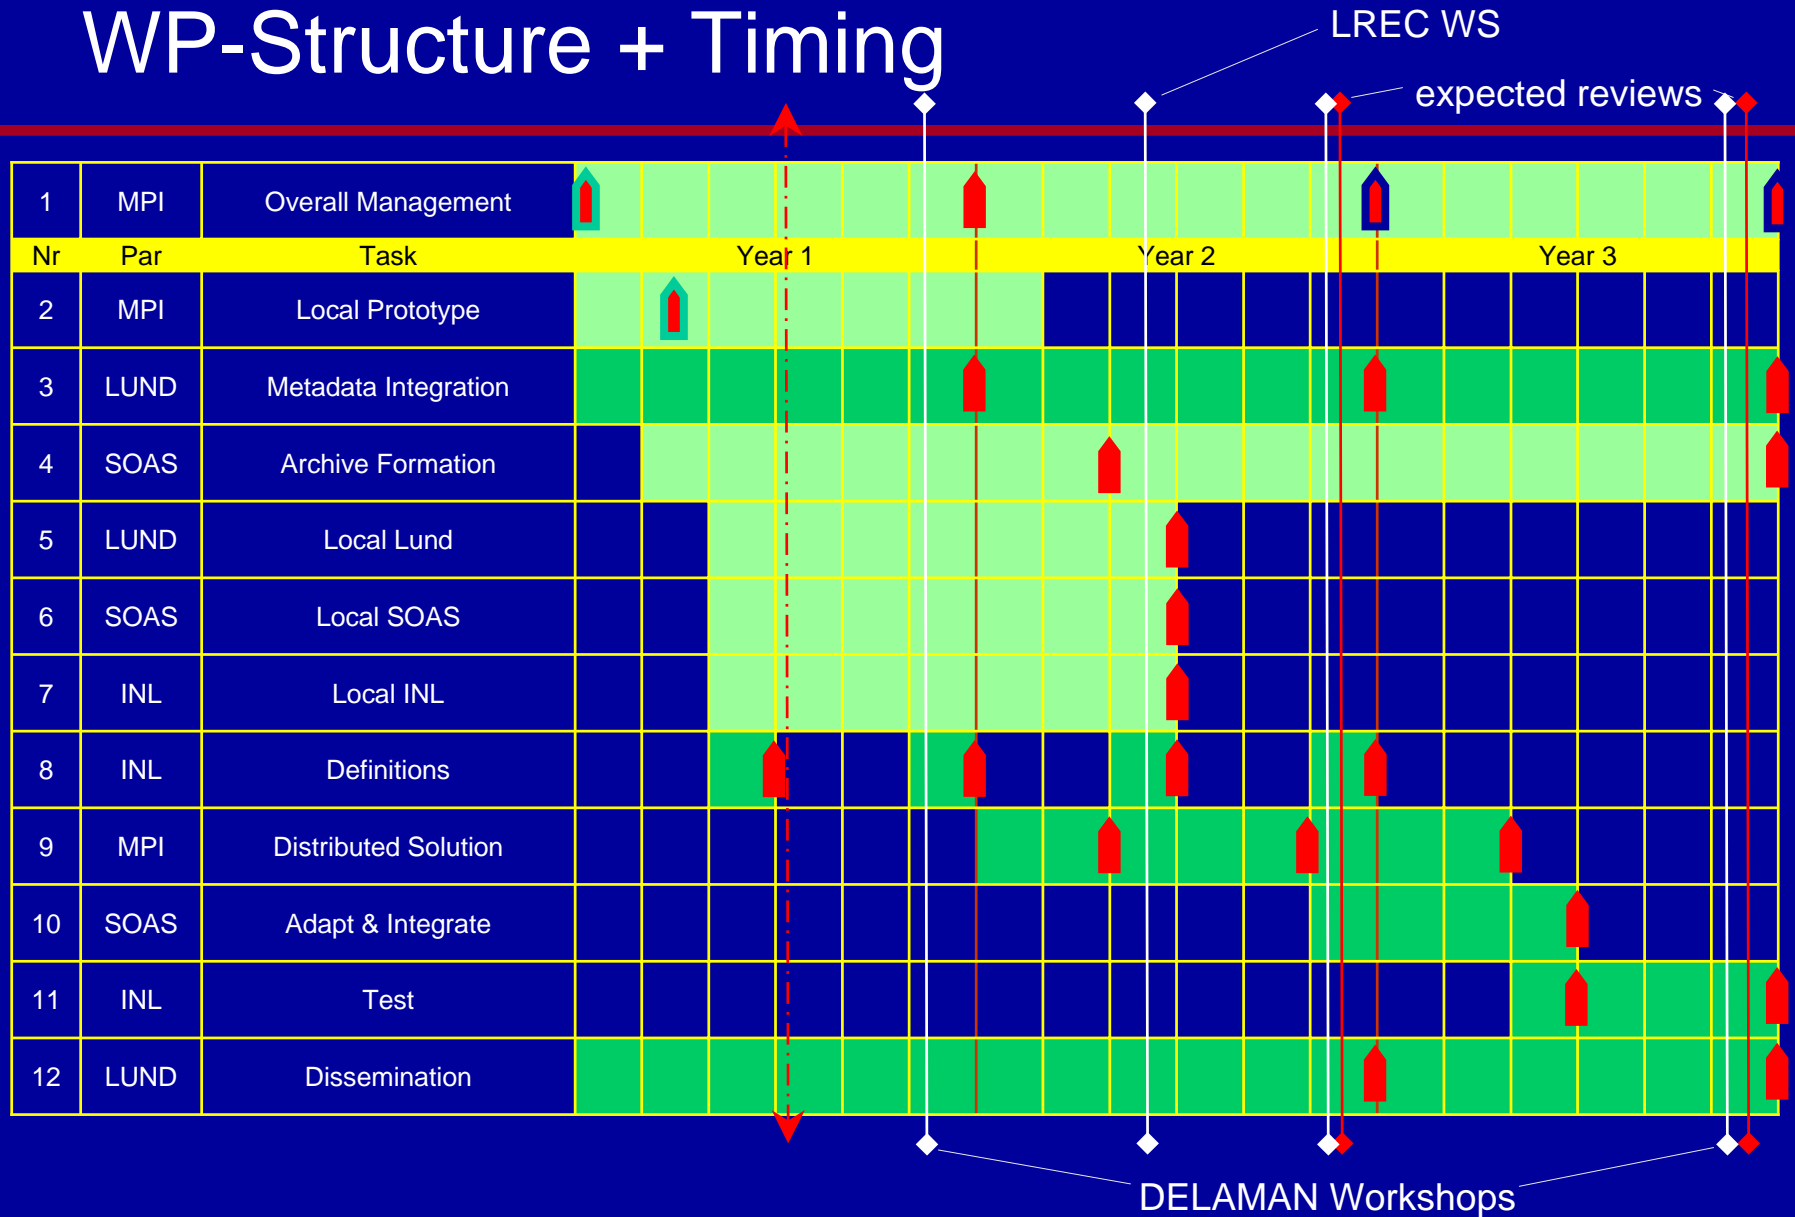 WP-Structure + Timing
LREC WS
expected reviews
1 MPI Overall Management
Nr Par Task Year 1 Year 2 Year 3
2 MPI Local Prototype
3 LUND Metadata Integration
4 SOAS Archive Formation
5 LUND Local Lund
6 SOAS Local SOAS
7 INL Local INL
8 INL Definitions
9 MPI Distributed Solution
10 SOAS Adapt & Integrate
11 INL Test
12 LUND Dissemination
DELAMAN Workshops